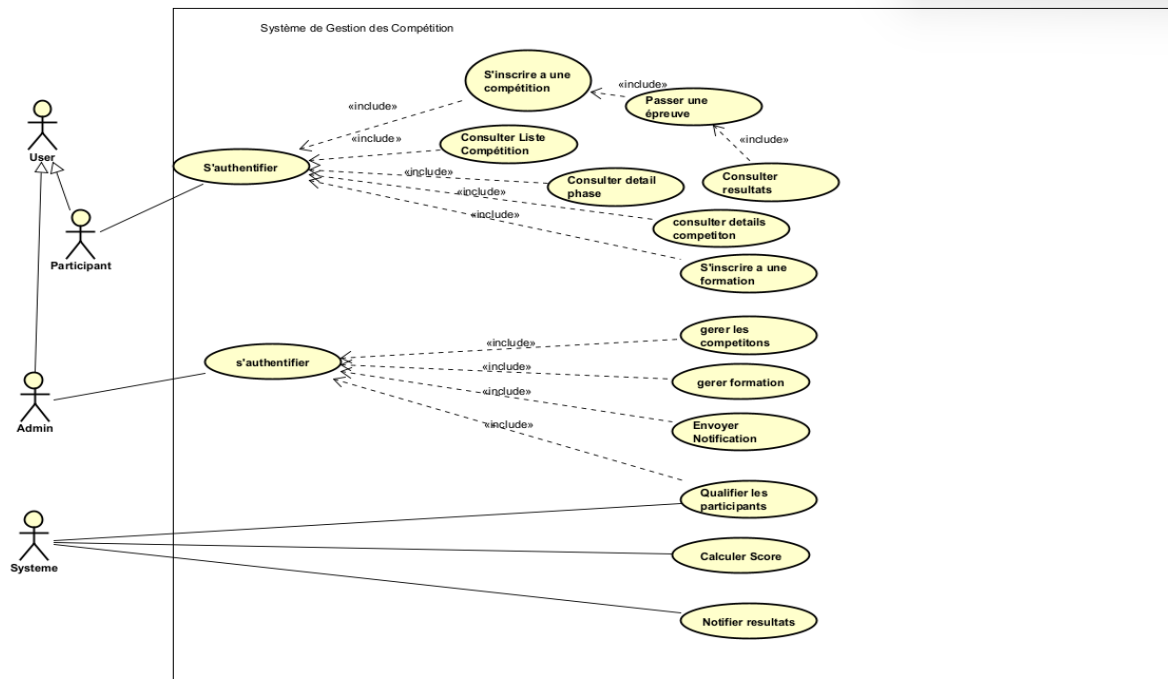 Système de Gestion des Compétition
S'inscrire a une
compétition
«include»
Passer une
épreuve
«include»
User
«include»
Consulter Liste
Compétition
«include»
S'authentifier
«include»
Consulter detail
phase
Consulter
resultats
«include»
consulter details
competiton
«include»
Participant
S'inscrire a une
formation
gerer les
competitons
«include»
s'authentifier
«include»
gerer formation
«include»
Admin
Envoyer
Notification
«include»
Qualifier les
participants
Systeme
Calculer Score
Notifier resultats